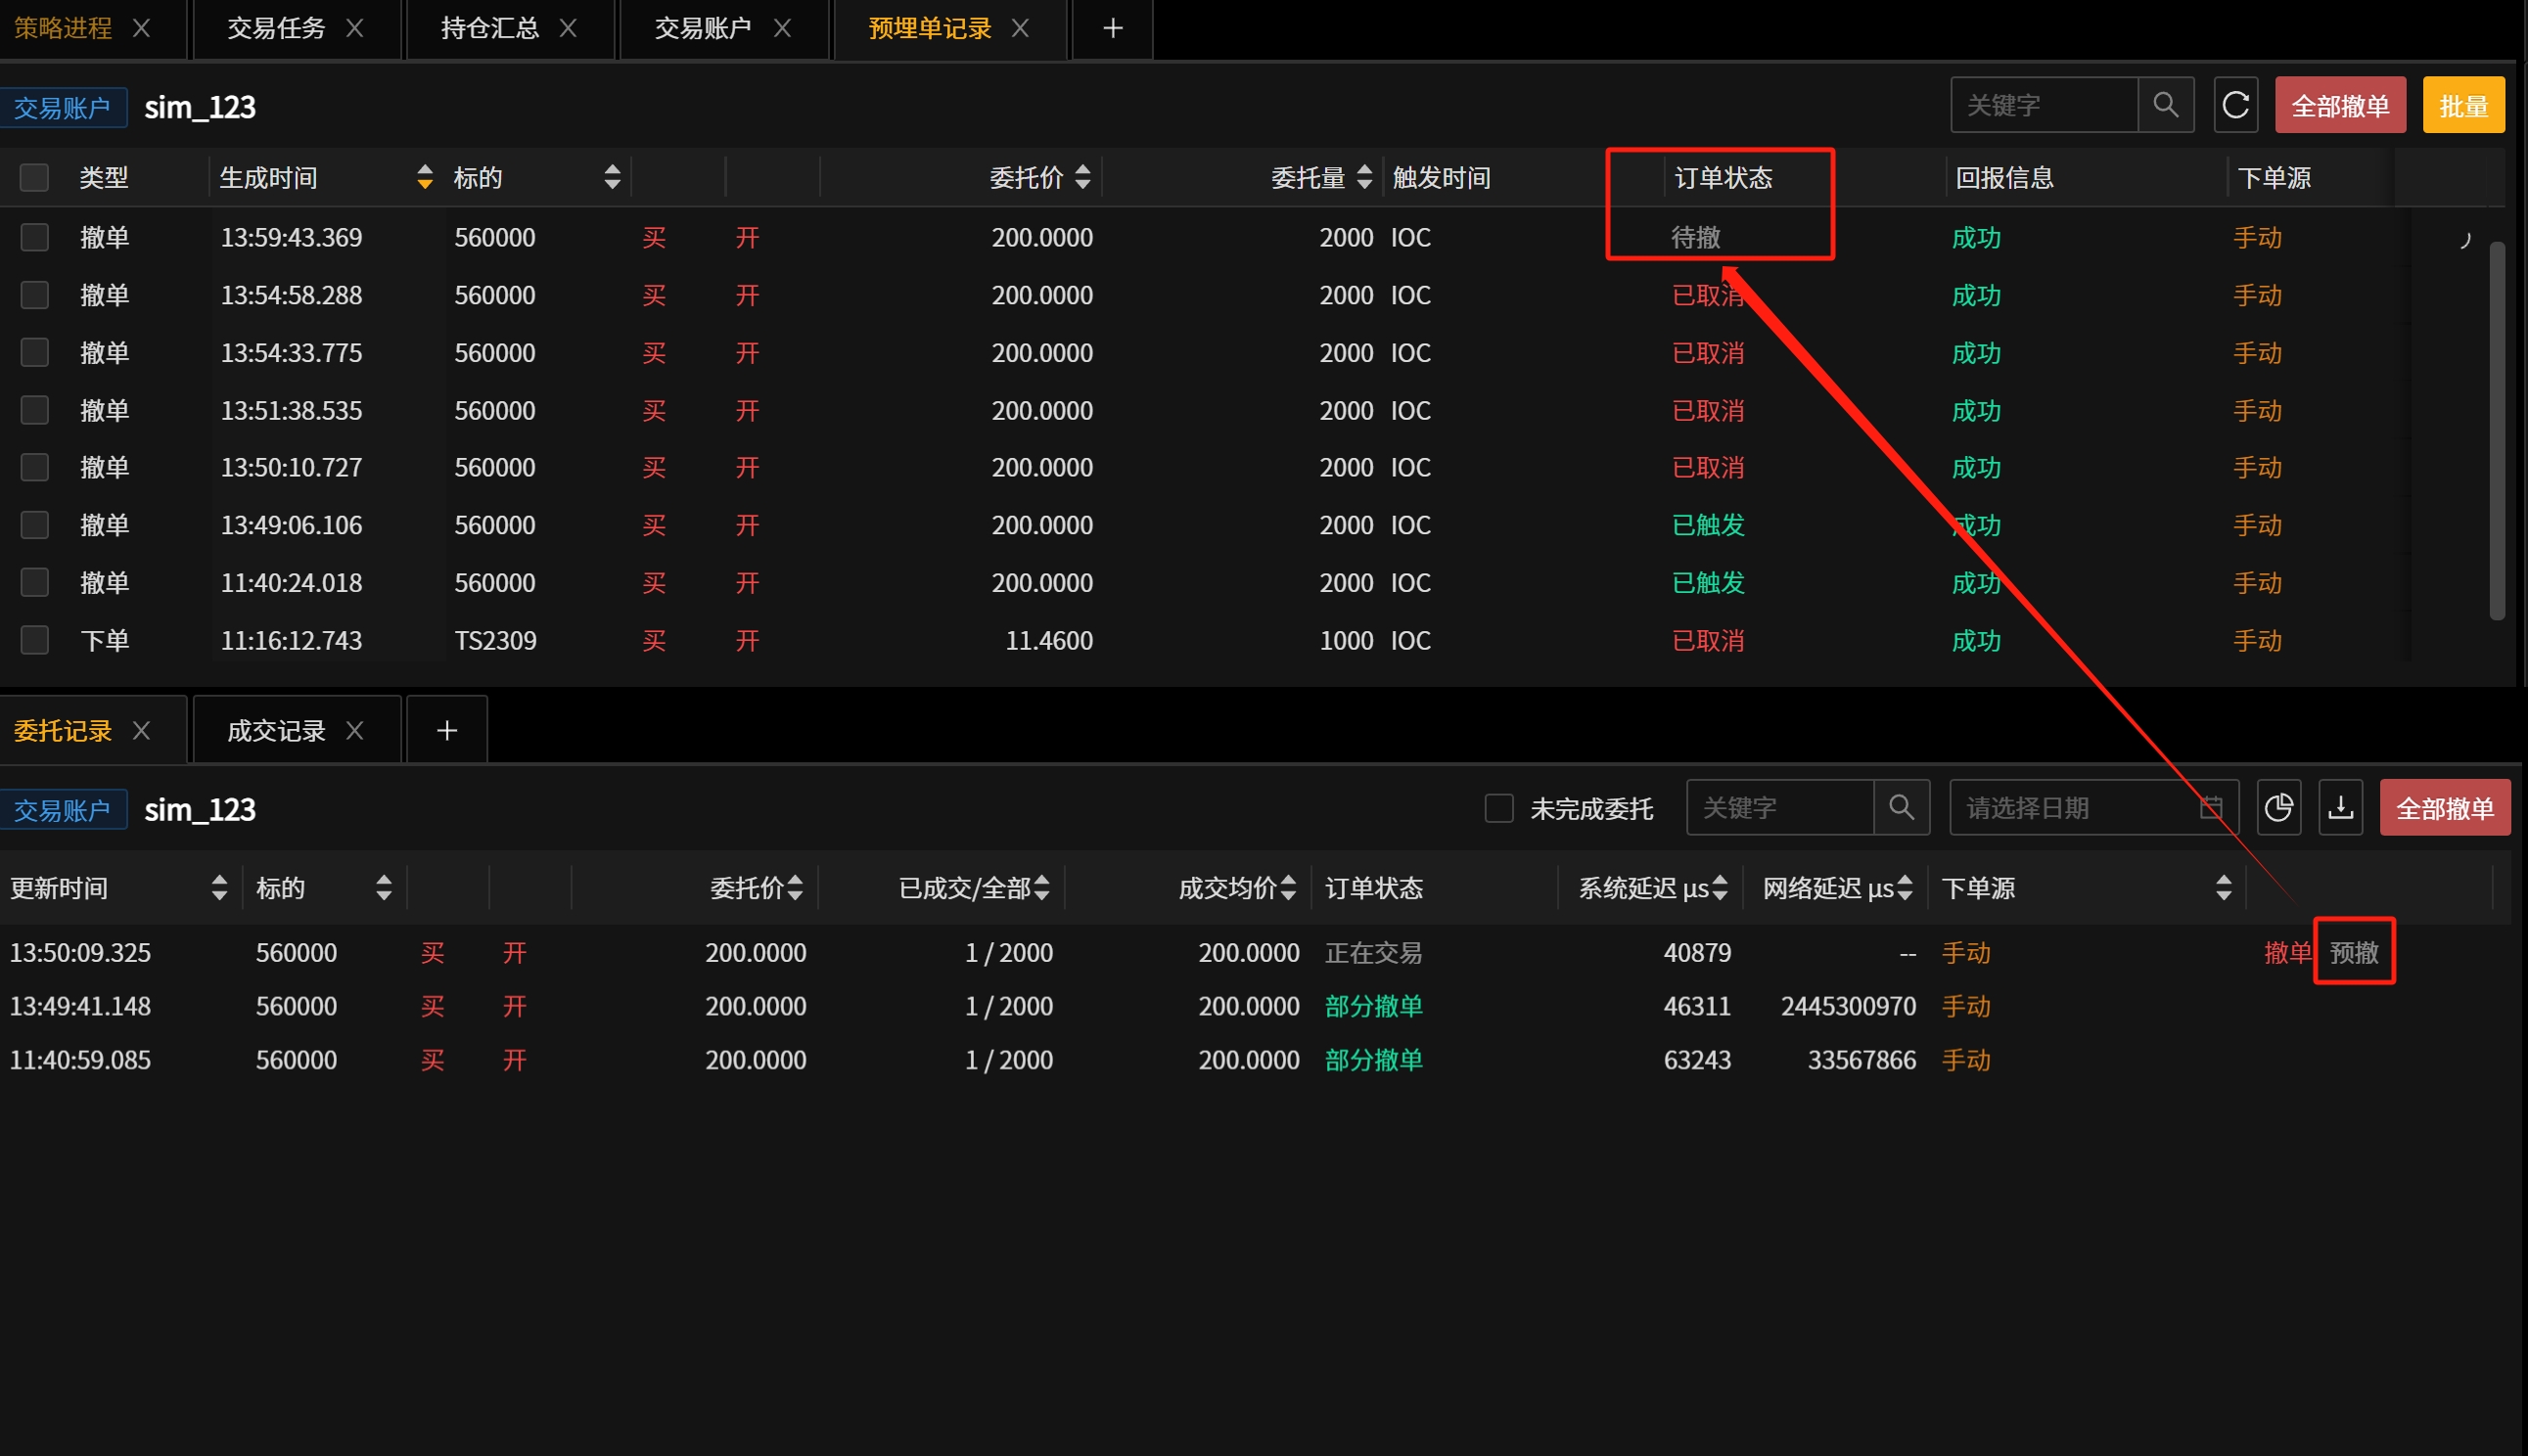 策略进程 交易任务 持仓汇总 交易账户 预埋单记录
交易账户 sim_123 关键字 全部撤单 批量
类型 生成时间 标的 委托价 委托量 触发时间 订单状态 回报信息 下单源
撤单 13:59:43.369 560000 买 开 200.0000 2000 IOC 待撤 成功 手动
撤单 13:54:58.288 560000 买 开 200.0000 2000 IOC 已取消 成功 手动
撤单 13:54:33.775 560000 买 开 200.0000 2000 IOC 已取消 成功 手动
撤单 13:51:38.535 560000 买 开 200.0000 2000 IOC 已取消 成功 手动
撤单 13:50:10.727 560000 买 开 200.0000 2000 IOC 已取消 成功 手动
撤单 13:49:06.106 560000 买 开 200.0000 2000 IOC 已触发 成功 手动
撤单 11:40:24.018 560000 买 开 200.0000 2000 IOC 已触发 成功 手动
下单 11:16:12.743 TS2309 买 开 11.4600 1000 IOC 已取消 成功 手动
委托记录 成交记录
交易账户 sim_123 未完成委托 关键字 请选择日期 全部撤单
更新时间 标的 委托价 已成交/全部 成交均价 订单状态 系统延迟 μs 网络延迟 μs 下单源
13:50:09.325 560000 买 开 200.0000 1 / 2000 200.0000 正在交易 40879 -- 手动 撤单 预撤
13:49:41.148 560000 买 开 200.0000 1 / 2000 200.0000 部分撤单 46311 2445300970 手动
11:40:59.085 560000 买 开 200.0000 1 / 2000 200.0000 部分撤单 63243 33567866 手动